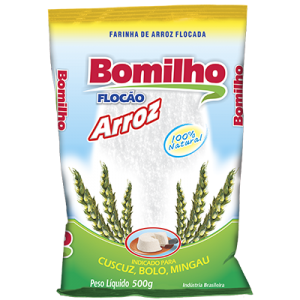 FARINHA DE ARROZ FLOCADA
Bomilho
FLOCÃO
Arroz
100%
Natural
Bomilho
Bomilho
INDICADO PARA
CUSCUZ, BOLO, MINGAU
Peso Líquido 500g
Indústria Brasileira